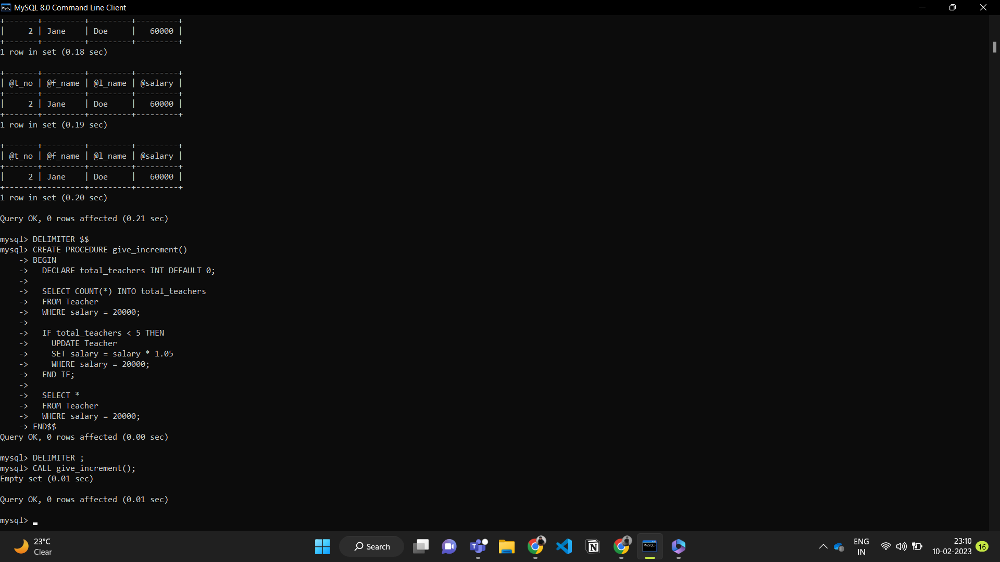 MySQL 8.0 Command Line Client
+-------+---------+---------+---------+
|     2 | Jane    | Doe     |   60000 |
+-------+---------+---------+---------+
1 row in set (0.18 sec)
+-------+---------+---------+---------+
| @t_no | @f_name | @l_name | @salary |
+-------+---------+---------+---------+
|     2 | Jane    | Doe     |   60000 |
+-------+---------+---------+---------+
1 row in set (0.19 sec)
+-------+---------+---------+---------+
| @t_no | @f_name | @l_name | @salary |
+-------+---------+---------+---------+
|     2 | Jane    | Doe     |   60000 |
+-------+---------+---------+---------+
1 row in set (0.20 sec)
Query OK, 0 rows affected (0.21 sec)
mysql> DELIMITER $$
mysql> CREATE PROCEDURE give_increment()
    -> BEGIN
    ->   DECLARE total_teachers INT DEFAULT 0;
    ->
    ->   SELECT COUNT(*) INTO total_teachers
    ->   FROM Teacher
    ->   WHERE salary = 20000;
    ->
    ->   IF total_teachers < 5 THEN
    ->     UPDATE Teacher
    ->     SET salary = salary * 1.05
    ->     WHERE salary = 20000;
    ->   END IF;
    ->
    ->   SELECT *
    ->   FROM Teacher
    ->   WHERE salary = 20000;
    -> END$$
Query OK, 0 rows affected (0.00 sec)
mysql> DELIMITER ;
mysql> CALL give_increment();
Empty set (0.01 sec)
Query OK, 0 rows affected (0.01 sec)
mysql>
23°C
Clear
Search
ENG
IN
23:10
10-02-2023
16